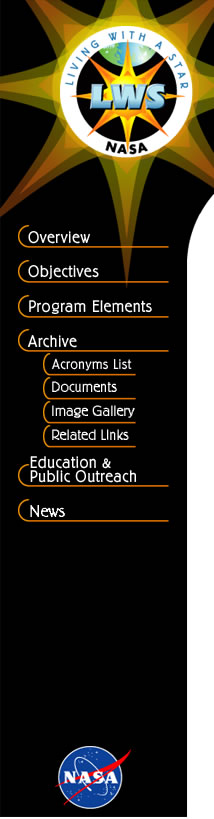 LIVING WITH A STAR
LWS
NASA
Overview
Objectives
Program Elements
Archive
Acronyms List
Documents
Image Gallery
Related LInks
Education &
Public Outreach
News
NASA